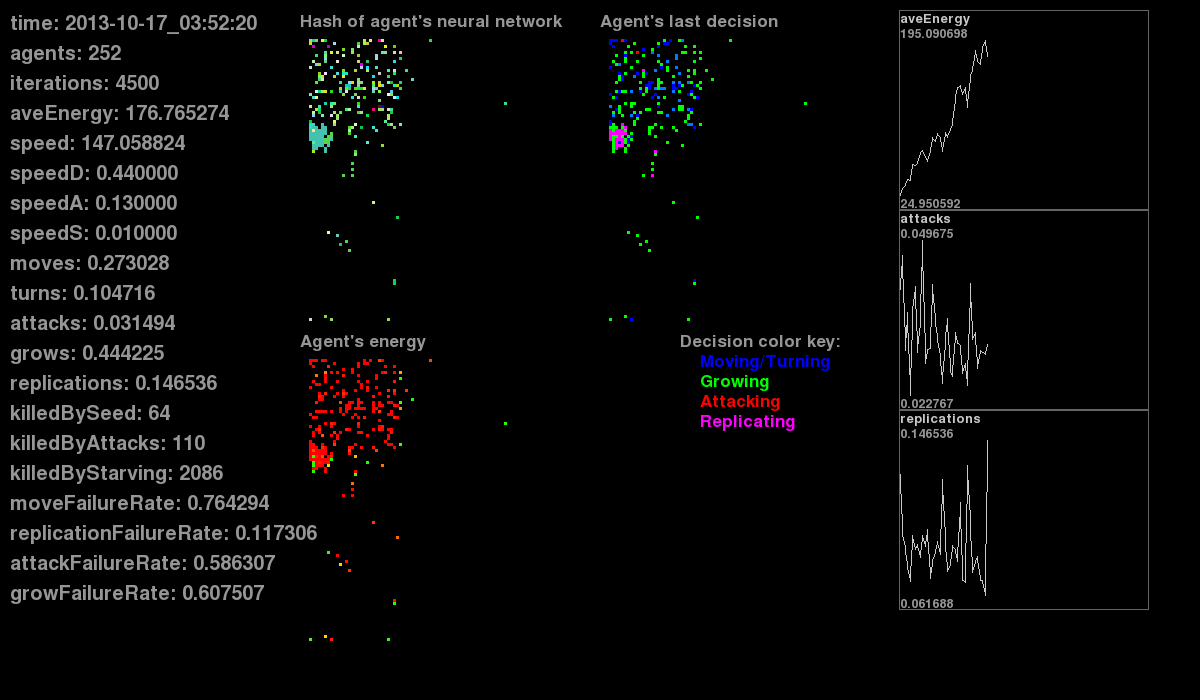 time: 2013-10-17_03:52:20
agents: 252
iterations: 4500
aveEnergy: 176.765274
speed: 147.058824
speedD: 0.440000
speedA: 0.130000
speedS: 0.010000
moves: 0.273028
turns: 0.104716
attacks: 0.031494
grows: 0.444225
replications: 0.146536
killedBySeed: 64
killedByAttacks: 110
killedByStarving: 2086
moveFailureRate: 0.764294
replicationFailureRate: 0.117306
attackFailureRate: 0.586307
growFailureRate: 0.607507
Hash of agent's neural network
Agent's last decision
Agent's energy
Decision color key:
Moving/Turning
Growing
Attacking
Replicating
aveEnergy
195.090698
24.950592
attacks
0.049675
0.022767
replications
0.146536
0.061688